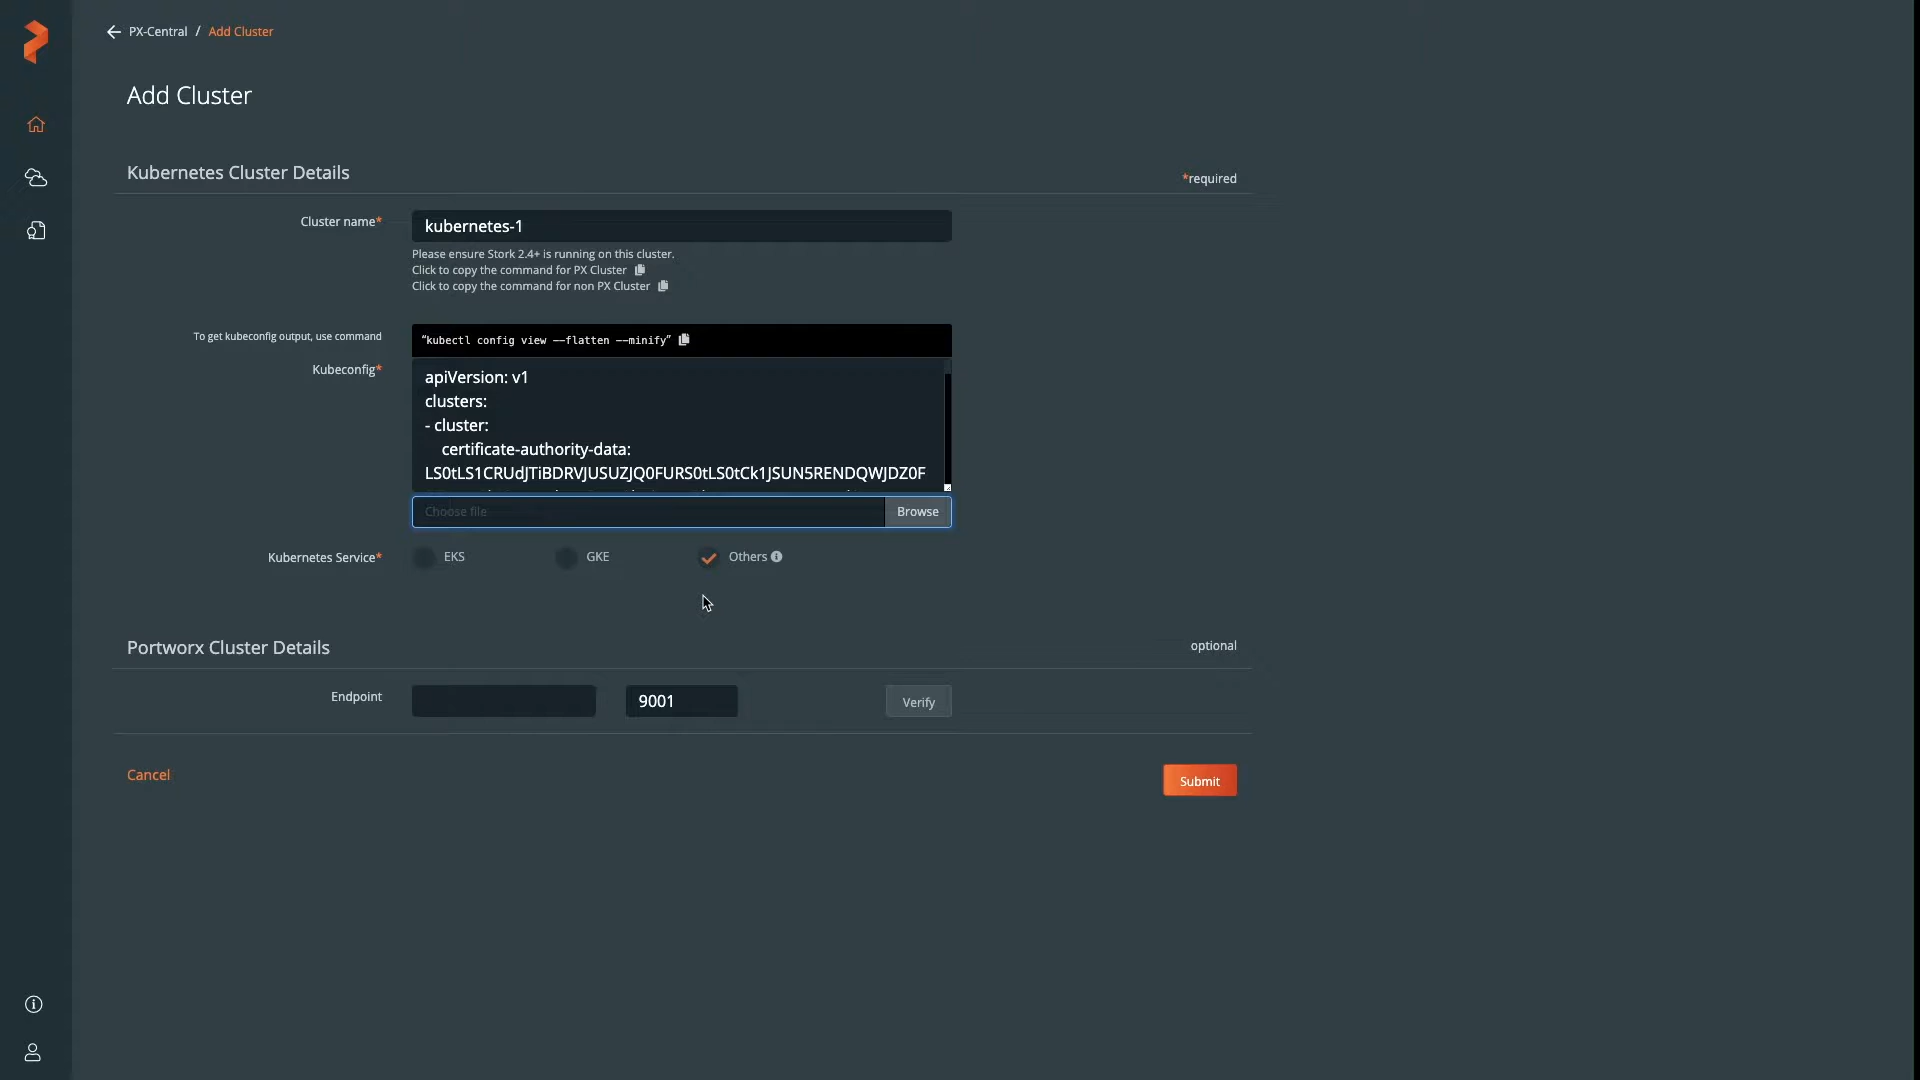 PX-Central / Add Cluster
Add Cluster
Kubernetes Cluster Details
*required
Cluster name*
kubernetes-1
Please ensure Stork 2.4+ is running on this cluster.
Click to copy the command for PX Cluster
Click to copy the command for non PX Cluster
To get kubeconfig output, use command
"kubectl config view --flatten --minify"
Kubeconfig*
apiVersion: v1
clusters:
- cluster:
certificate-authority-data:
LS0tLS1CRUdJTiBDRVJUSUZJQ0FURS0tLS0tCk1JSUN5RENDQWJDZ0F
Choose file
Browse
Kubernetes Service*
EKS
GKE
Others
Portworx Cluster Details
optional
Endpoint
9001
Verify
Cancel
Submit